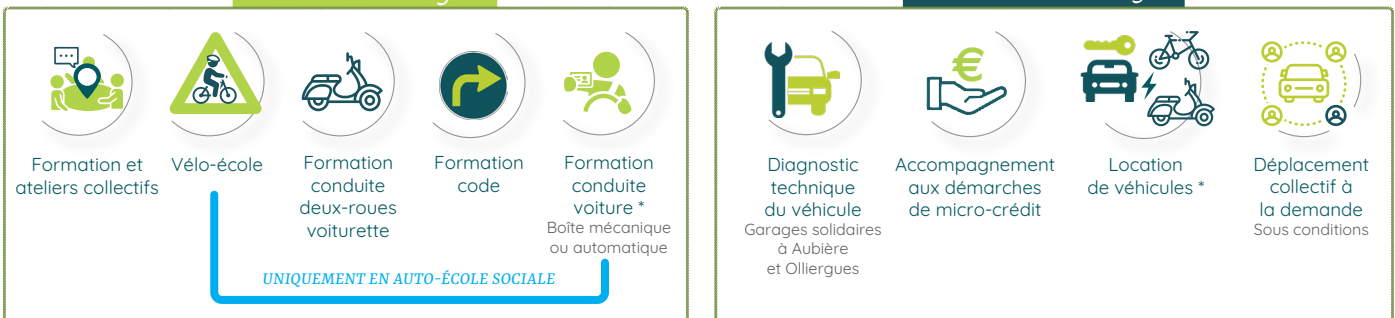 Formation et
ateliers collectifs
Vélo-école
Formation
conduite
deux-roues
voiturette
Formation
code
Formation
conduite
voiture *
Boîte mécanique
ou automatique
UNIQUEMENT EN AUTO-ÉCOLE SOCIALE
Diagnostic
technique
du véhicule
Garages solidaires
à Aubière
et Olliergues
Accompagnement
aux démarches
de micro-crédit
Location
de véhicules *
Déplacement
collectif à
la demande
Sous conditions